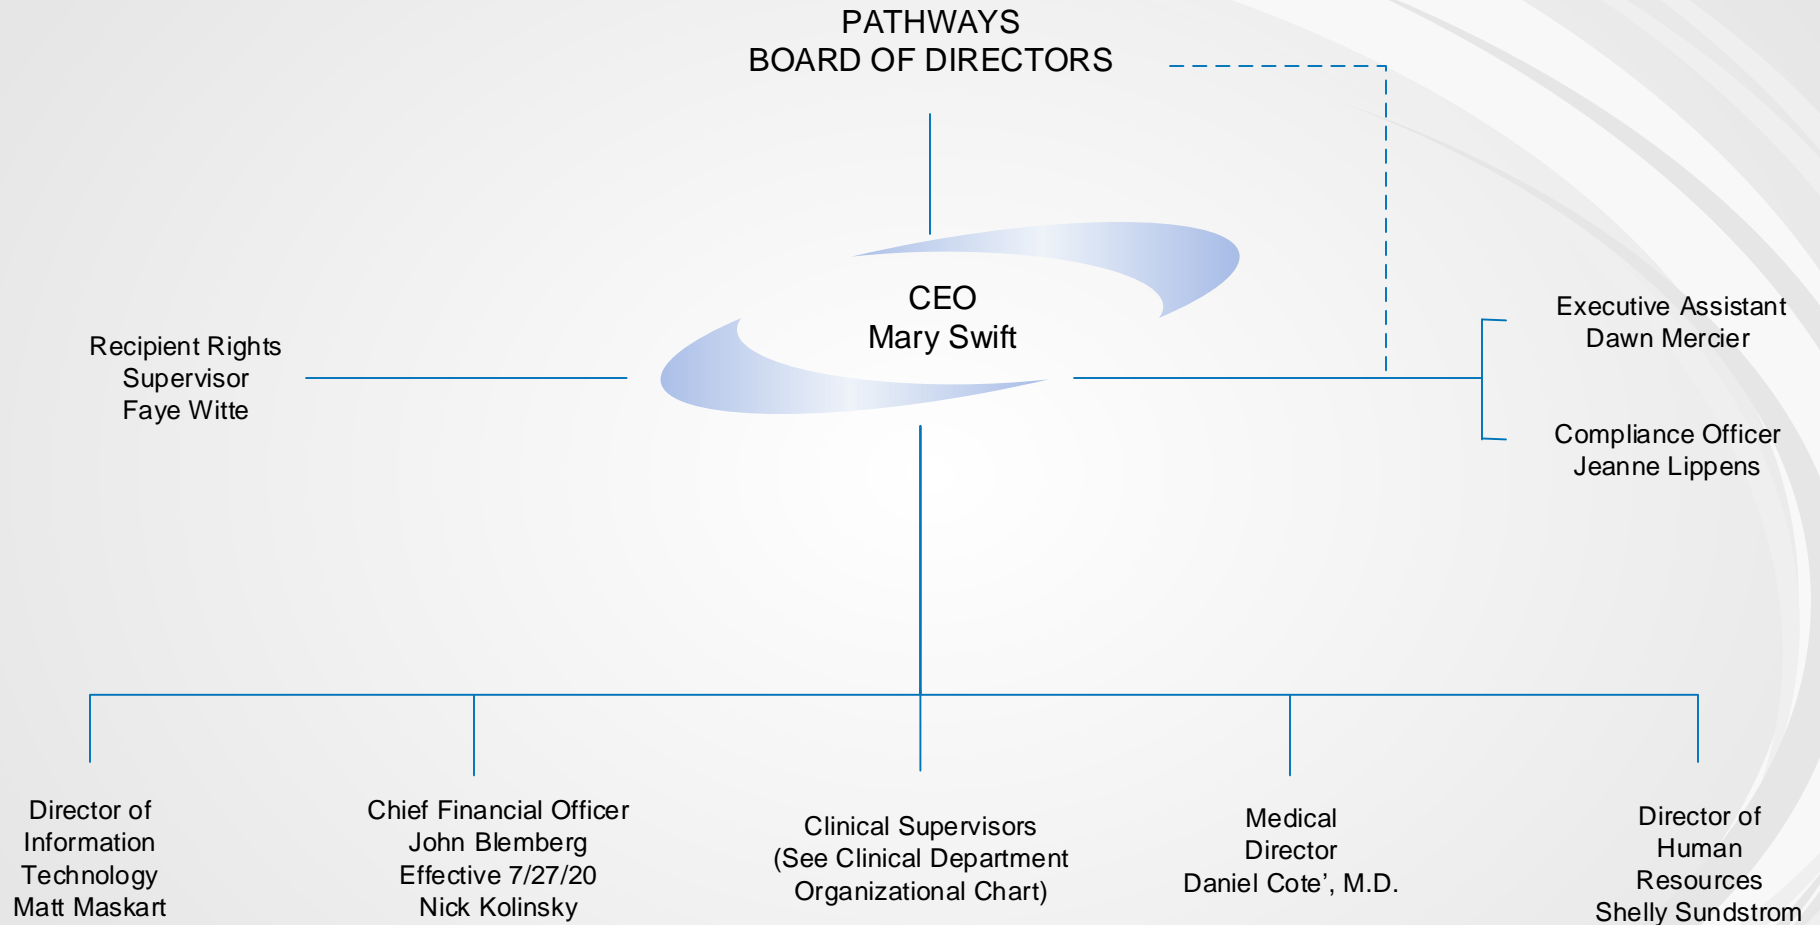 PATHWAYS
BOARD OF DIRECTORS
CEO
Mary Swift
Recipient Rights
Supervisor
Faye Witte
Executive Assistant
Dawn Mercier
Compliance Officer
Jeanne Lippens
Director of
Information
Technology
Matt Maskart
Chief Financial Officer
John Blemberg
Effective 7/27/20
Nick Kolinsky
Clinical Supervisors
(See Clinical Department
Organizational Chart)
Medical
Director
Daniel Cote’, M.D.
Director of
Human
Resources
Shelly Sundstrom